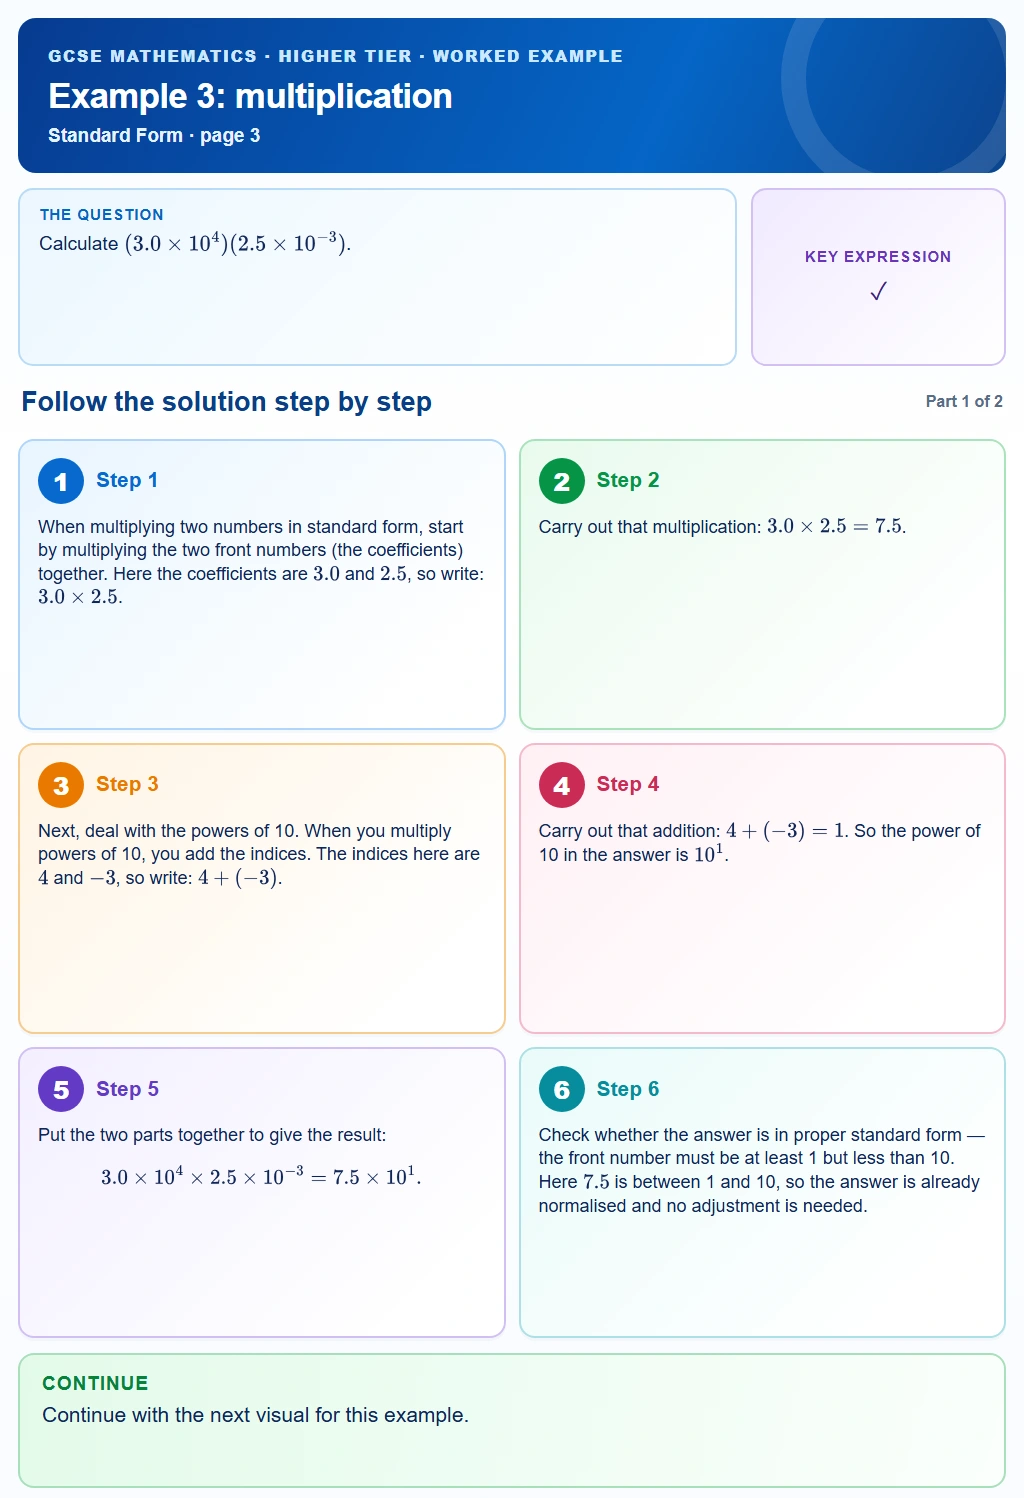 GCSE MATHEMATICS · HIGHER TIER · WORKED EXAMPLE
Example 3: multiplication
Standard Form · page 3
THE QUESTION
Calculate (3.0 × 10⁴)(2.5 × 10⁻³).
KEY EXPRESSION
✓
Follow the solution step by step
Part 1 of 2
1 Step 1
When multiplying two numbers in standard form, start
by multiplying the two front numbers (the coefficients)
together. Here the coefficients are 3.0 and 2.5, so write:
3.0 × 2.5.
2 Step 2
Carry out that multiplication: 3.0 × 2.5 = 7.5.
3 Step 3
Next, deal with the powers of 10. When you multiply
powers of 10, you add the indices. The indices here are
4 and −3, so write: 4 + (−3).
4 Step 4
Carry out that addition: 4 + (−3) = 1. So the power of
10 in the answer is 10¹.
5 Step 5
Put the two parts together to give the result:
3.0 × 10⁴ × 2.5 × 10⁻³ = 7.5 × 10¹.
6 Step 6
Check whether the answer is in proper standard form —
the front number must be at least 1 but less than 10.
Here 7.5 is between 1 and 10, so the answer is already
normalised and no adjustment is needed.
CONTINUE
Continue with the next visual for this example.